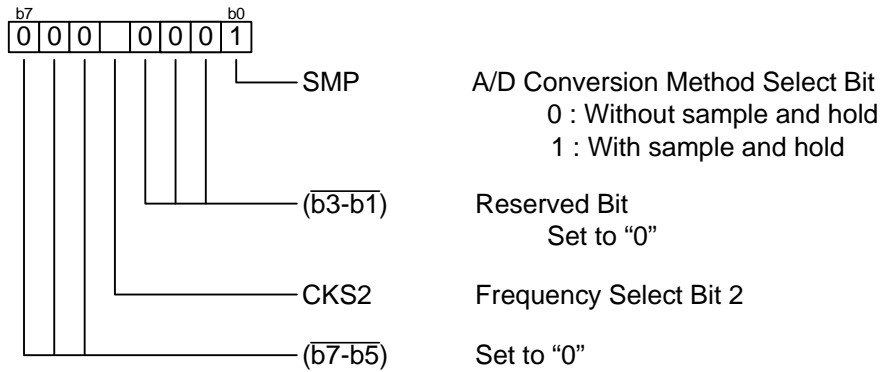 b7 b0
0 0 0 0 0 0 1
SMP A/D Conversion Method Select Bit
0 : Without sample and hold
1 : With sample and hold
(b3-b1) Reserved Bit
Set to “0”
CKS2 Frequency Select Bit 2
(b7-b5) Set to “0”